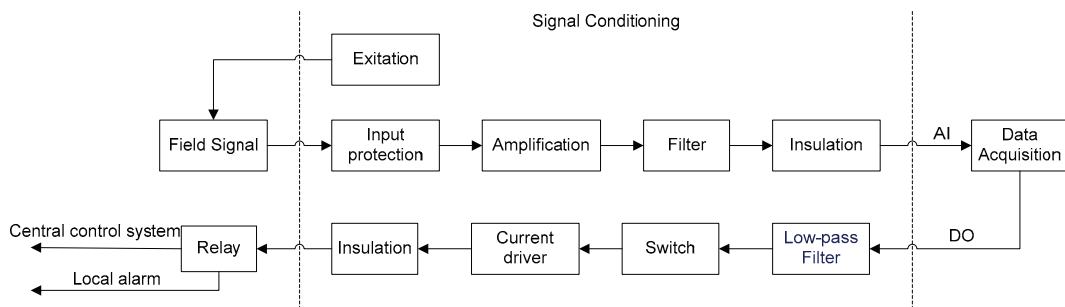 Signal Conditioning
Exitation
Field Signal
Input
protection
Amplification
Filter
Insulation
AI
Data
Acquisition
Central control system
Relay
Insulation
Current
driver
Switch
Low-pass
Filter
DO
Local alarm